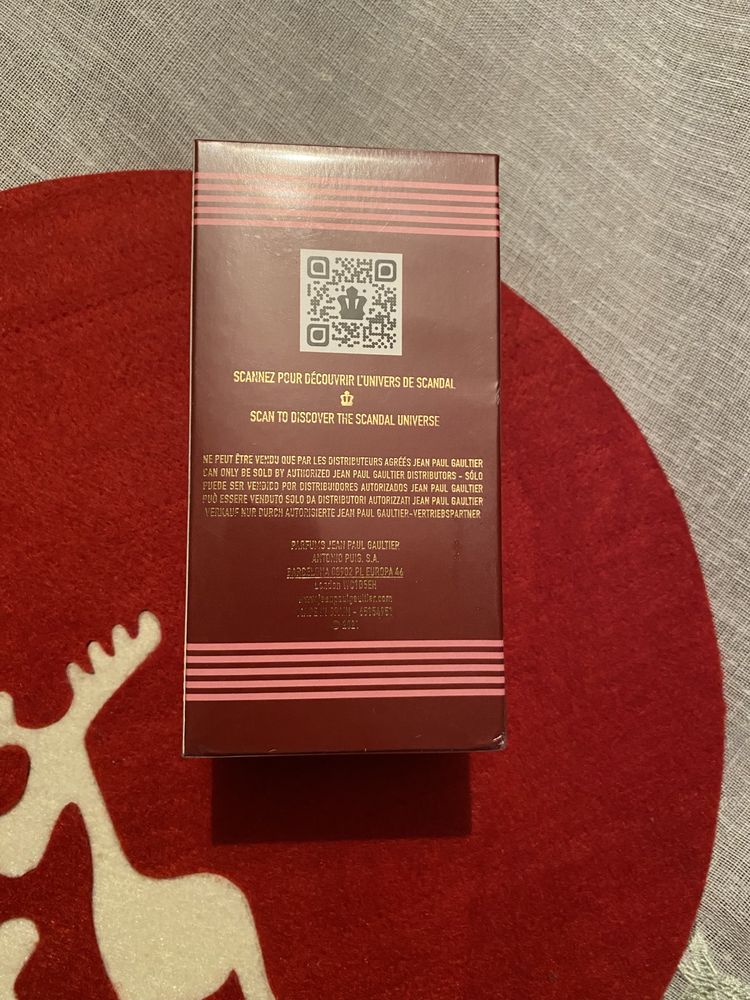 SCANNEZ POUR DÉCOUVRIR L'UNIVERS DE SCANDAL
SCAN TO DISCOVER THE SCANDAL UNIVERSE
NE PEUT ÊTRE VENDU QUE PAR LES DISTRIBUTEURS AGRÉÉS JEAN PAUL GAULTIER
CAN ONLY BE SOLD BY AUTHORIZED JEAN PAUL GAULTIER DISTRIBUTORS - SÓLO
PUEDE SER VENDIDO POR DISTRIBUIDORES AUTORIZADOS JEAN PAUL GAULTIER
PUÒ ESSERE VENDUTO SOLO DA DISTRIBUTORI AUTORIZZATI JEAN PAUL GAULTIER
VERKAUF NUR DURCH AUTORISIERTE JEAN PAUL GAULTIER-VERTRIEBSPARTNER
PARFUMS JEAN PAUL GAULTIER
ANTONIO PUIG, S.A.
BARCELONA 08902 PL EUROPA 46
London WC1B5EH
www.jeanpaulgaultier.com
MADE IN SPAIN -
© 2021